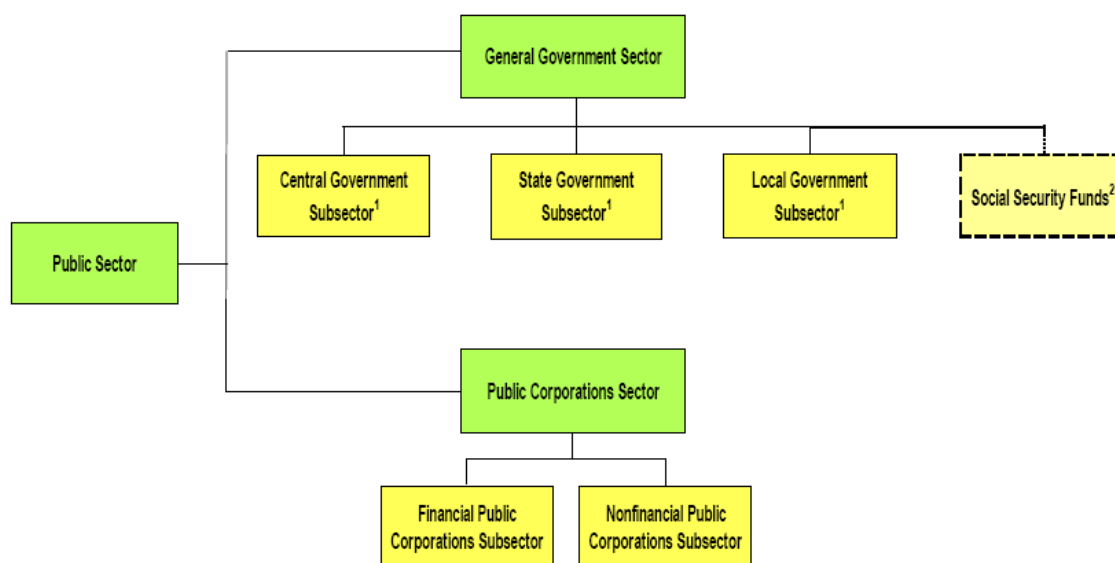 General Government Sector
Central Government
Subsector¹
State Government
Subsector¹
Local Government
Subsector¹
Social Security Funds²
Public Sector
Public Corporations Sector
Financial Public
Corporations Subsector
Nonfinancial Public
Corporations Subsector